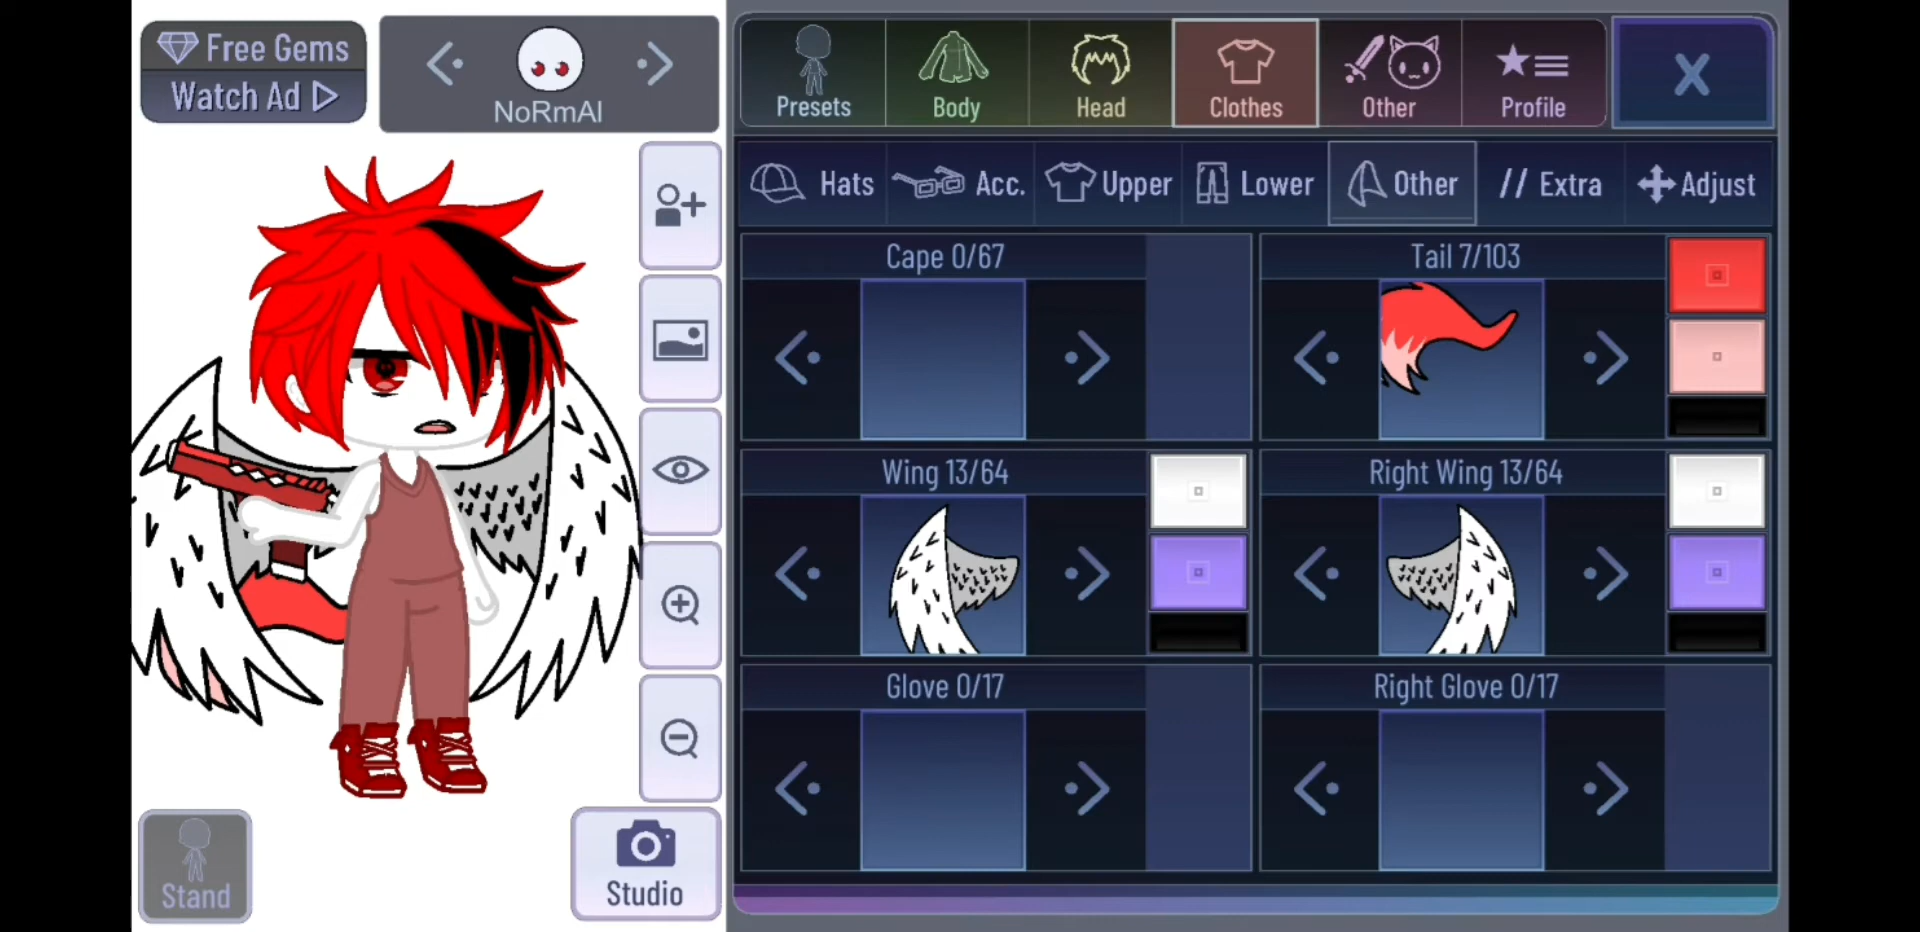 Free Gems
Watch Ad
NoRmAl
Presets
Body
Head
Clothes
Other
Profile
X
Hats
Acc.
Upper
Lower
Other
Extra
Adjust
Cape 0/67
Tail 7/103
Wing 13/64
Right Wing 13/64
Glove 0/17
Right Glove 0/17
Stand
Studio